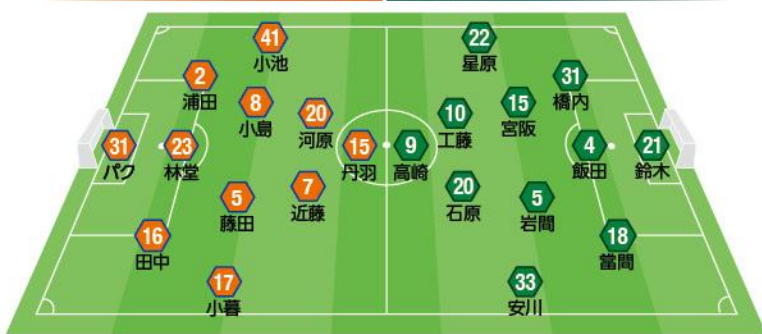 41
小池
22
星原
2
浦田
31
橋内
8
小島
15
宮阪
20
河原
10
工藤
31
パク
23
林堂
15
丹羽
9
高崎
4
飯田
21
鈴木
7
近藤
20
石原
5
藤田
5
岩間
16
田中
18
當間
17
小暮
33
安川